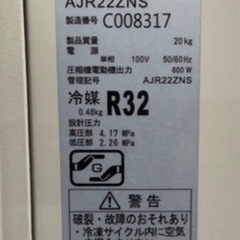 AJR22ZNS
製造番号 C008317
製品質量 20kg
電源 単相 100V 50/60Hz
圧縮機電動機出力 600W
管理記号 AJR22ZNS
冷媒 R32
0.48kg
設計圧力
高圧部 4.17 MPa
低圧部 2.26 MPa
G
警告
破裂・故障のおそれあり
・冷凍サイクル内に空気